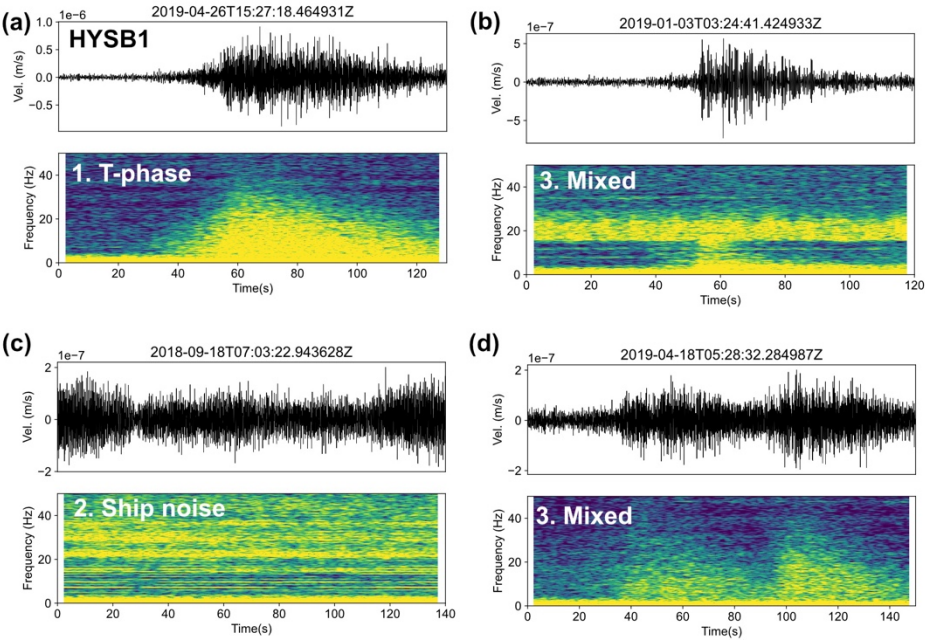 (a)
2019-04-26T15:27:18.464931Z
1e-6
HYSB1
1.0
0.5
0.0
−0.5
Vel. (m/s)
1. T-phase
40
20
0
Frequency (Hz)
0 20 40 60 80 100 120
Time(s)
(b)
2019-01-03T03:24:41.424933Z
1e-7
5
0
−5
Vel. (m/s)
3. Mixed
40
20
0
Frequency (Hz)
0 20 40 60 80 100 120
Time(s)
(c)
2018-09-18T07:03:22.943628Z
1e-7
2
0
−2
Vel. (m/s)
2. Ship noise
40
20
0
Frequency (Hz)
0 20 40 60 80 100 120 140
Time(s)
(d)
2019-04-18T05:28:32.284987Z
1e-7
2
0
−2
Vel. (m/s)
3. Mixed
40
20
0
Frequency (Hz)
0 20 40 60 80 100 120 140
Time(s)